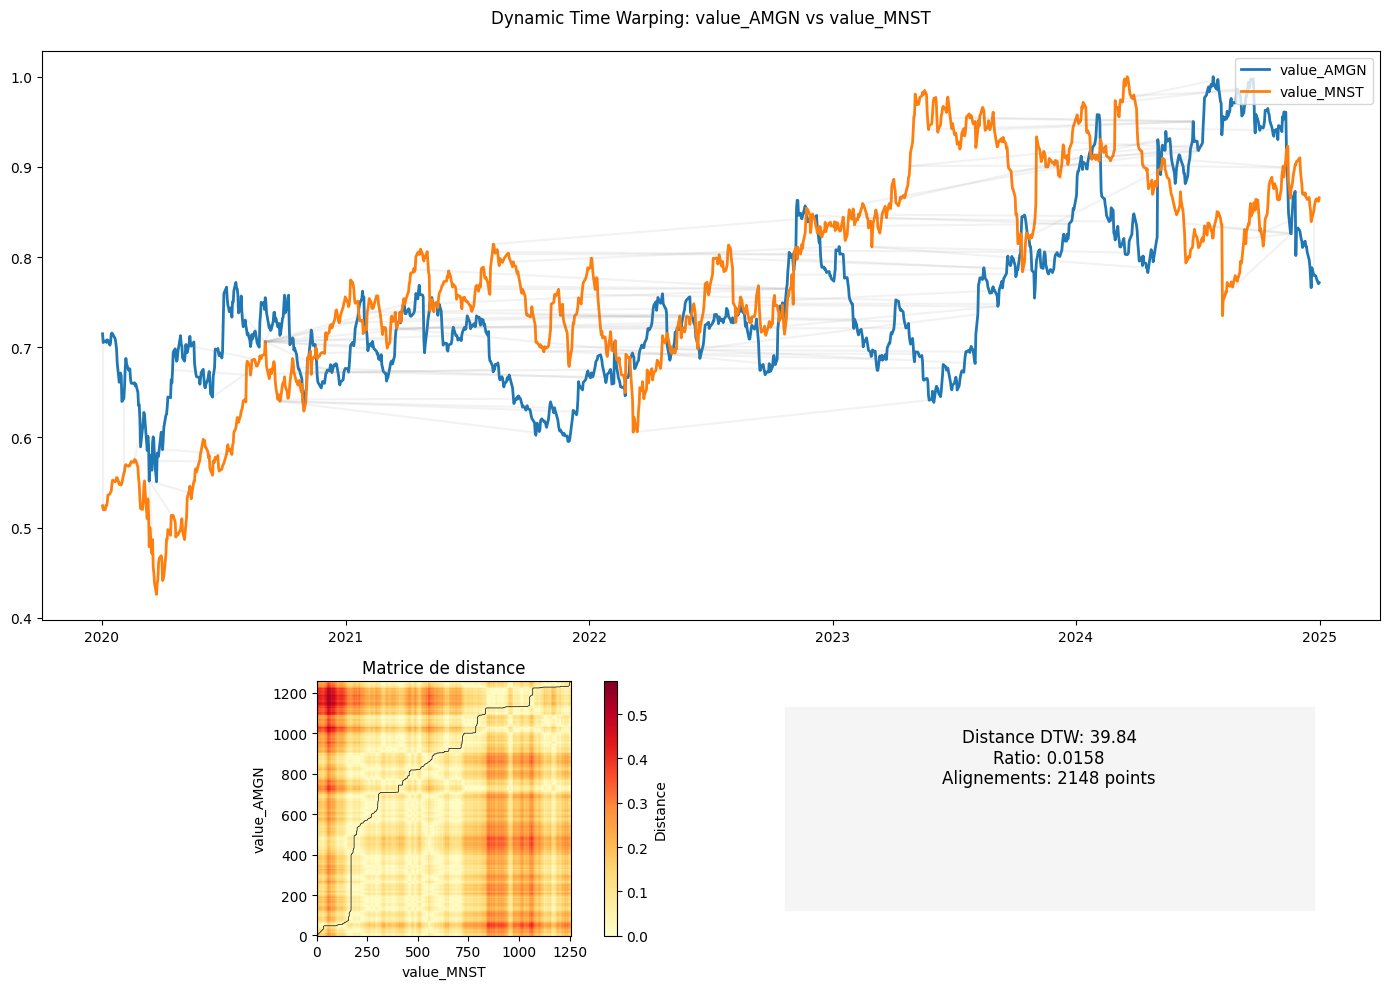 Dynamic Time Warping: value_AMGN vs value_MNST
value_AMGN
value_MNST
1.0
0.9
0.8
0.7
0.6
0.5
0.4
2020 2021 2022 2023 2024 2025
Matrice de distance
value_AMGN
1200
1000
800
600
400
200
0
0 250 500 750 1000 1250
value_MNST
0.5
0.4
0.3
0.2
0.1
0.0
Distance
Distance DTW: 39.84
Ratio: 0.0158
Alignements: 2148 points